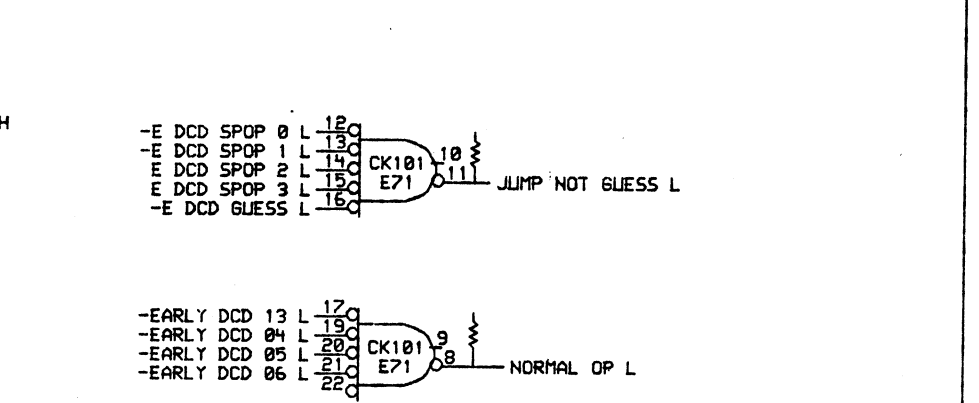 H
-E DCD SPOP 0 L 12
-E DCD SPOP 1 L 13
E DCD SPOP 2 L 14
E DCD SPOP 3 L 15
-E DCD GUESS L 16
CK101
E71
10
11
JUMP NOT GUESS L
-EARLY DCD 13 L 17
-EARLY DCD 04 L 19
-EARLY DCD 05 L 20
-EARLY DCD 06 L 21
22
CK101
E71
9
8
NORMAL OP L